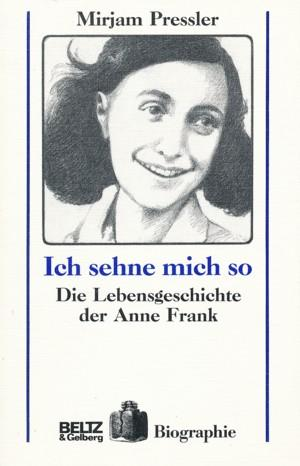 Mirjam Pressler
Ich sehne mich so
Die Lebensgeschichte
der Anne Frank
BELTZ
& Gelberg
Biographie